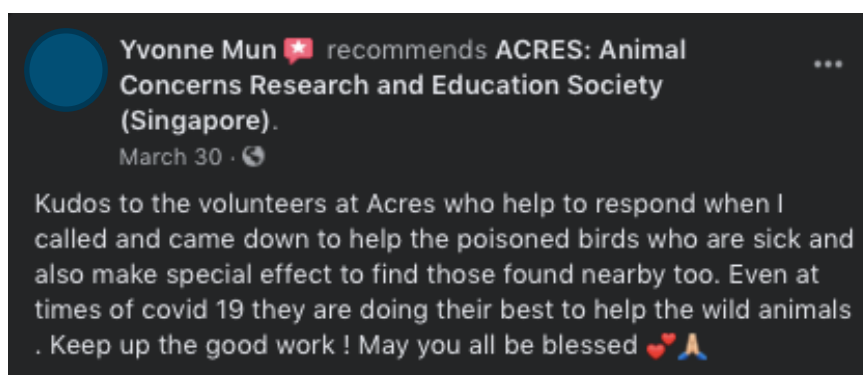 Yvonne Mun recommends ACRES: Animal
Concerns Research and Education Society
(Singapore).
March 30 ·
Kudos to the volunteers at Acres who help to respond when I
called and came down to help the poisoned birds who are sick and
also make special effect to find those found nearby too. Even at
times of covid 19 they are doing their best to help the wild animals
. Keep up the good work ! May you all be blessed 💕🙏🏼